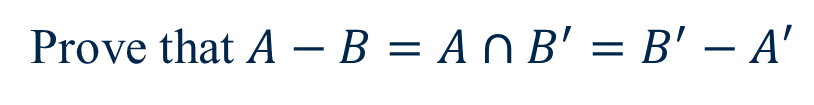 Prove that A − B = A ∩ B′ = B′ − A′